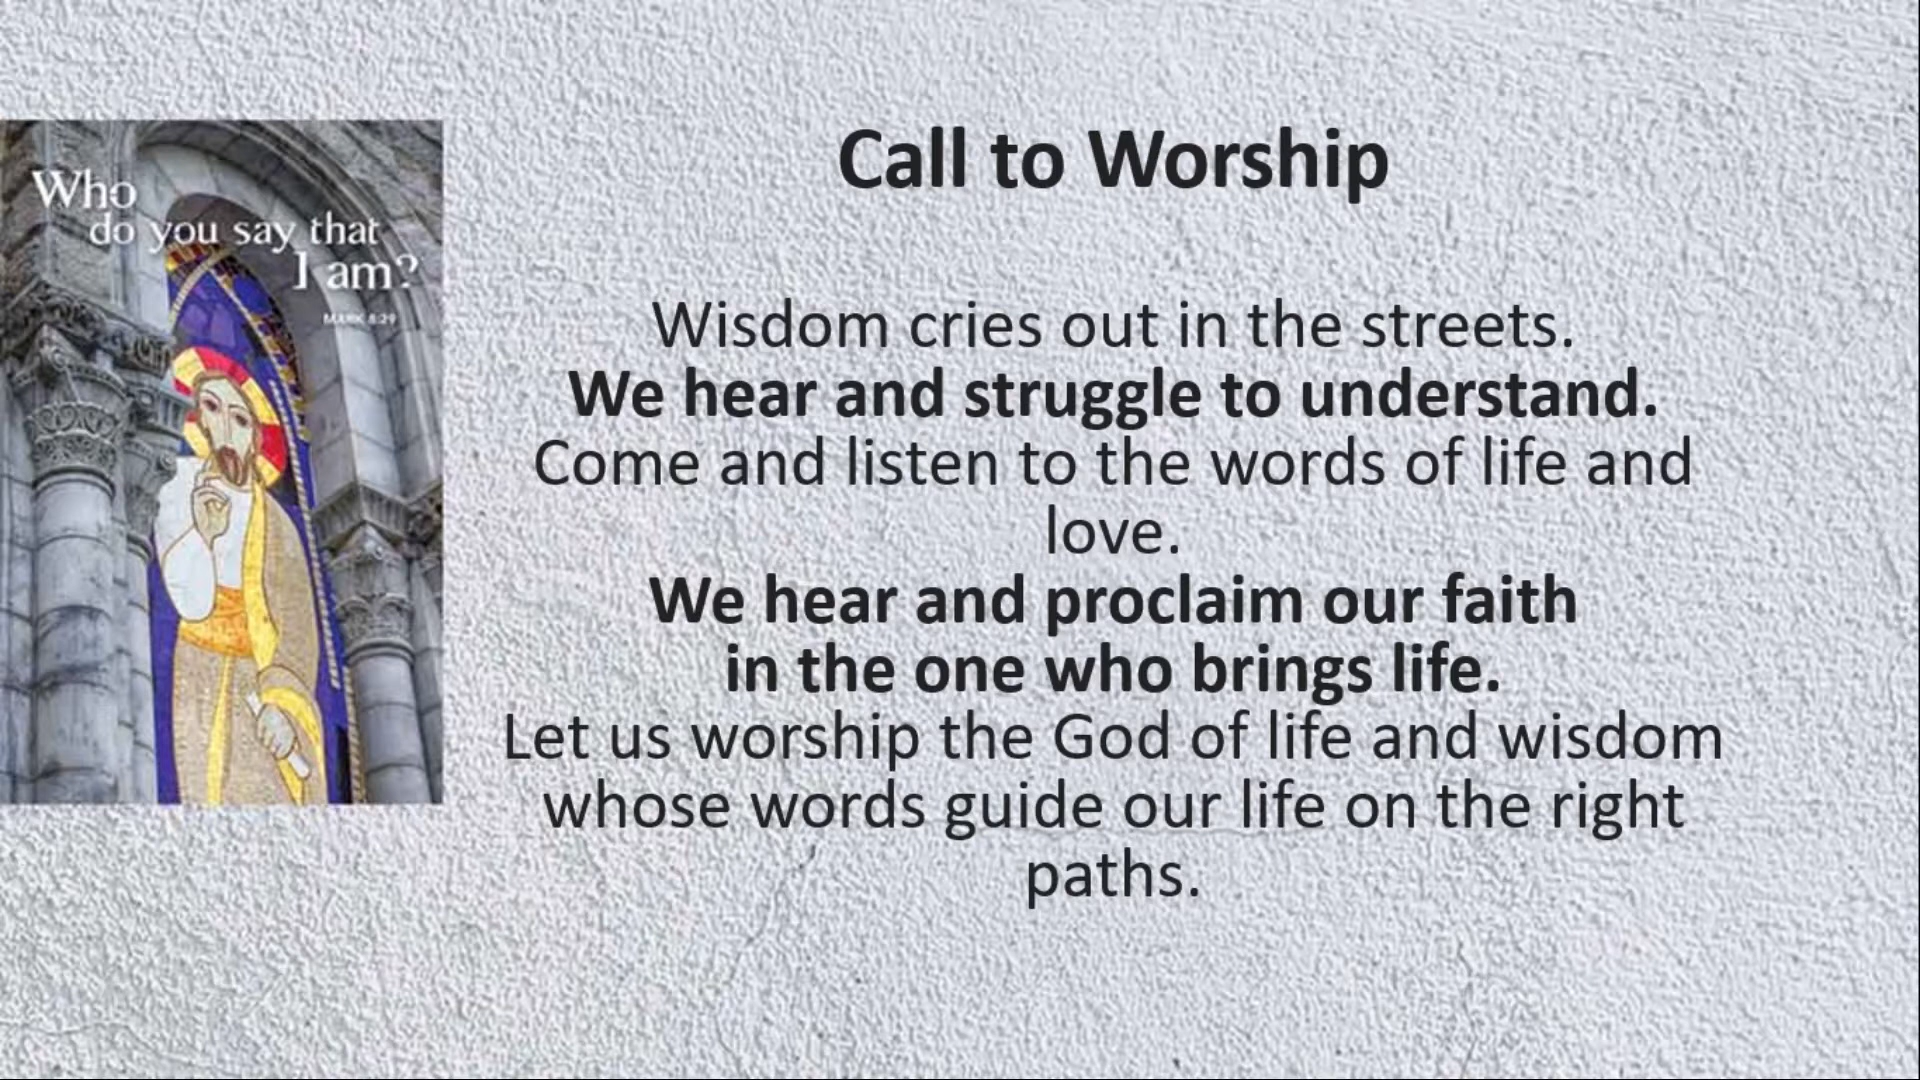 Who
do you say that
I am?
MARK 8:29
Call to Worship
Wisdom cries out in the streets.
We hear and struggle to understand.
Come and listen to the words of life and
love.
We hear and proclaim our faith
in the one who brings life.
Let us worship the God of life and wisdom
whose words guide our life on the right
paths.